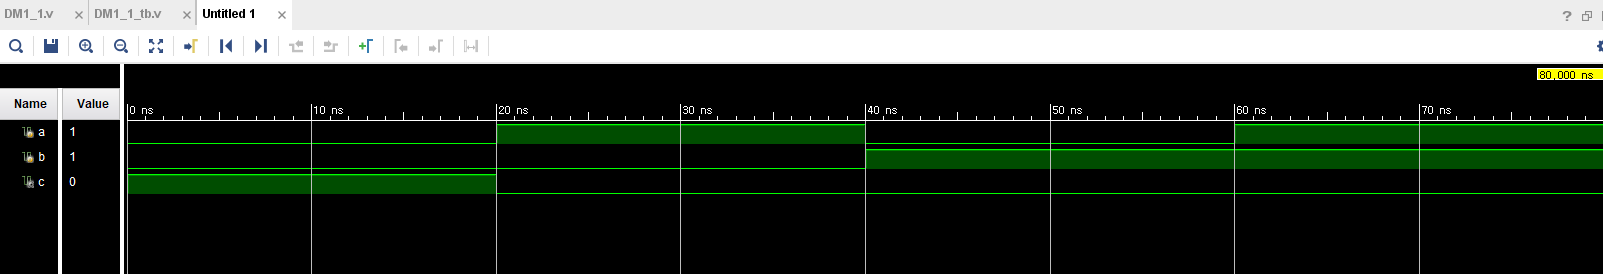 DM1_1.v × DM1_1_tb.v × Untitled 1 ×
?
80,000 ns
Name Value
0 ns 10 ns 20 ns 30 ns 40 ns 50 ns 60 ns 70 ns
a 1
b 1
c 0